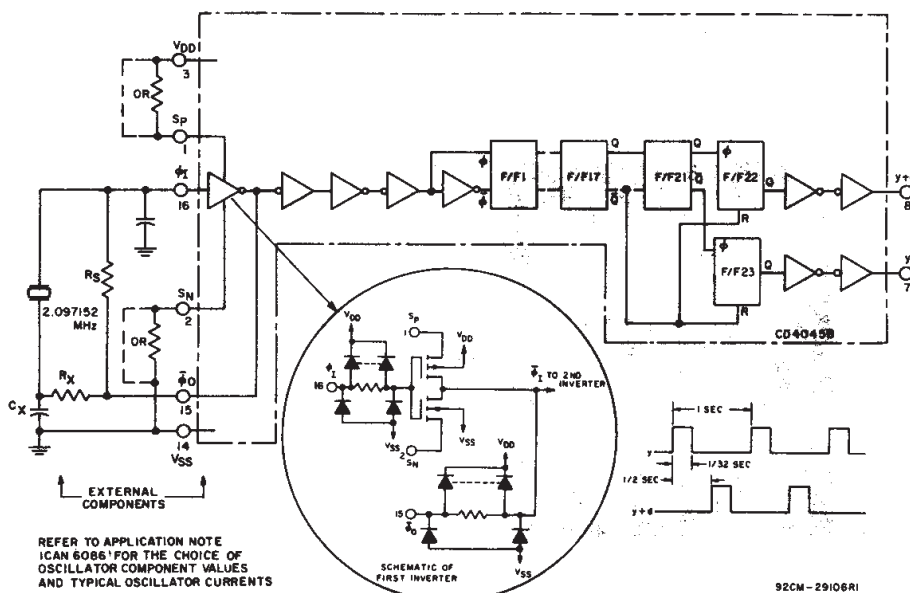 VDD
3
OR
SP
1
ϕI
16
RS
2.097152
MHz
SN
2
OR
RX
CX
ϕ̅O
15
14
VSS
EXTERNAL
COMPONENTS
REFER TO APPLICATION NOTE
ICAN 6086' FOR THE CHOICE OF
OSCILLATOR COMPONENT VALUES
AND TYPICAL OSCILLATOR CURRENTS
ϕ
ϕ̅
F/F1
F/F17
Q
Q̅
F/F21
Q
Q̅
ϕ
F/F22
Q
R
y+
8
ϕ
F/F23
Q
R
y
7
CD4045B
VDD
SP
1
VDD
ϕI
16
ϕ̅I TO 2ND
INVERTER
VSS
VSS
2
SN
VDD
15
ϕ̅O
VSS
SCHEMATIC OF
FIRST INVERTER
1 SEC
y
1/32 SEC
1/2 SEC
y+d
92CM-29106R1